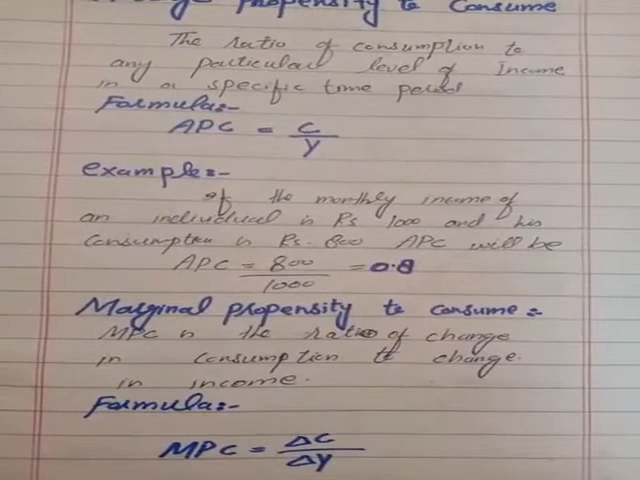 Propensity to Consume
The ratio of consumption to
any particular level of Income
in a specific time period
Formula:-
APC = C/Y
Example:-
If the monthly income of
an individual is Rs 1000 and his
Consumption is Rs. 800 APC will be
APC = 800/1000 = 0.8
Marginal propensity to consume:-
MPC is the ratio of change
in consumption to change
in income.
Formula:-
MPC = ΔC/ΔY